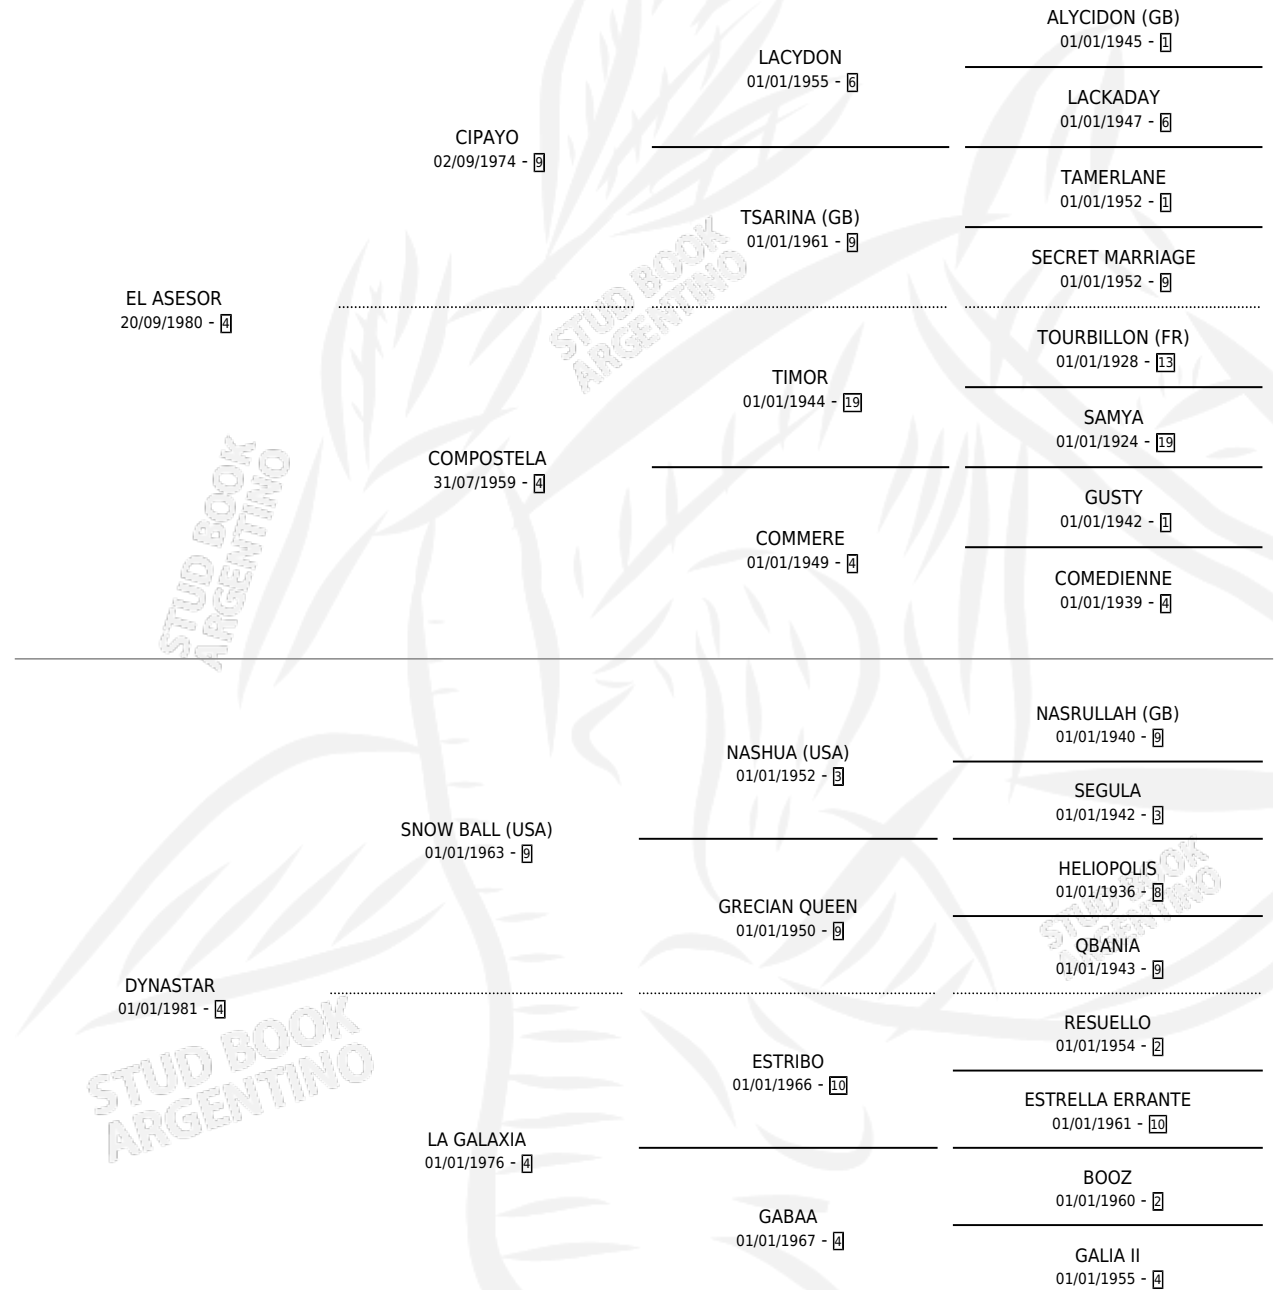 ALYCIDON (GB)
01/01/1945 - 1
LACYDON
01/01/1955 - 6
LACKADAY
01/01/1947 - 6
CIPAYO
02/09/1974 - 9
TAMERLANE
01/01/1952 - 1
TSARINA (GB)
01/01/1961 - 9
SECRET MARRIAGE
01/01/1952 - 9
EL ASESOR
20/09/1980 - 4
STUD BOOK
ARGENTINO
TOURBILLON (FR)
01/01/1928 - 13
TIMOR
01/01/1944 - 19
SAMYA
01/01/1924 - 19
COMPOSTELA
31/07/1959 - 4
GUSTY
01/01/1942 - 1
COMMERE
01/01/1949 - 4
COMEDIENNE
01/01/1939 - 4
STUD BOOK
ARGENTINO
NASRULLAH (GB)
01/01/1940 - 9
NASHUA (USA)
01/01/1952 - 3
SEGULA
01/01/1942 - 3
SNOW BALL (USA)
01/01/1963 - 9
HELIOPOLIS
01/01/1936 - 8
GRECIAN QUEEN
01/01/1950 - 9
QBANIA
01/01/1943 - 9
STUD BOOK
ARGENTINO
DYNASTAR
01/01/1981 - 4
STUD BOOK
ARGENTINO
RESUELLO
01/01/1954 - 2
ESTRIBO
01/01/1966 - 10
ESTRELLA ERRANTE
01/01/1961 - 10
LA GALAXIA
01/01/1976 - 4
BOOZ
01/01/1960 - 2
GABAA
01/01/1967 - 4
GALIA II
01/01/1955 - 4